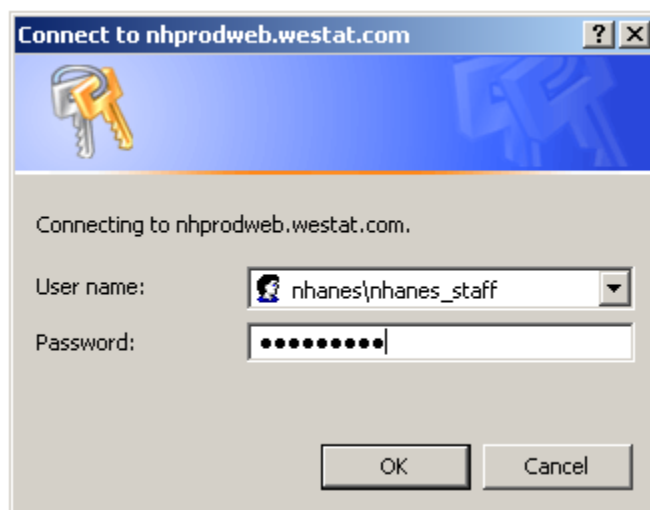 Connect to nhprodweb.westat.com
Connecting to nhprodweb.westat.com.
User name: nhanes\nhanes_staff
Password: ●●●●●●●●●
OK Cancel